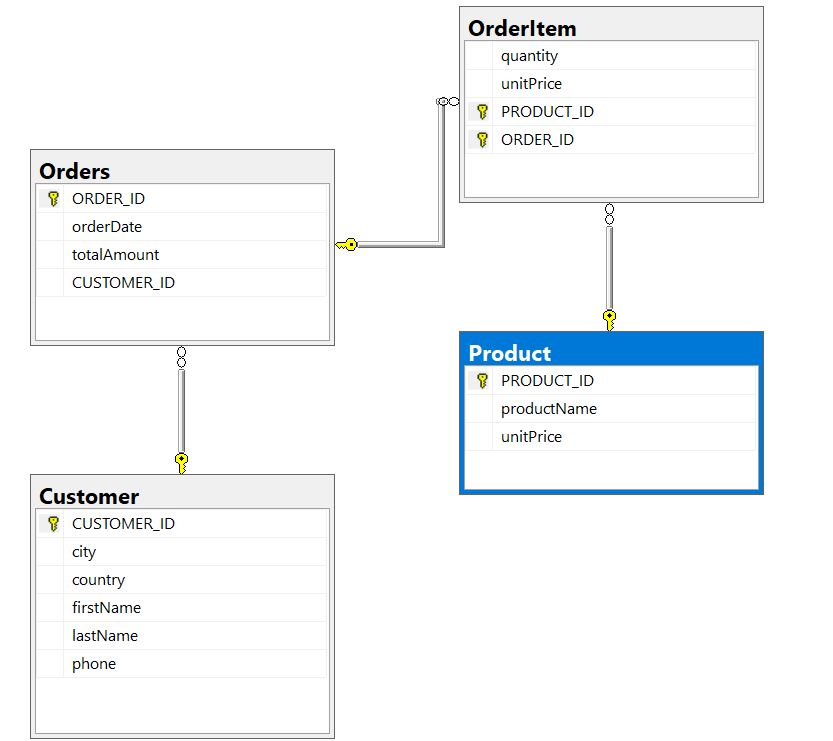 OrderItem
quantity
unitPrice
PRODUCT_ID
ORDER_ID
Orders
ORDER_ID
orderDate
totalAmount
CUSTOMER_ID
Product
PRODUCT_ID
productName
unitPrice
Customer
CUSTOMER_ID
city
country
firstName
lastName
phone